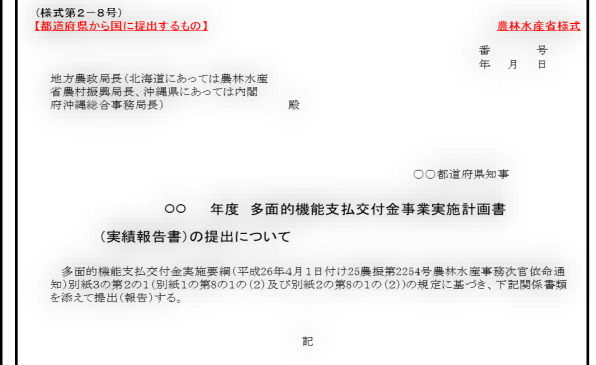 (様式第2－8号)
【都道府県から国に提出するもの】 農林水産省様式
番　　号
年　月　日
地方農政局長(北海道にあっては農林水産
省農村振興局長、沖縄県にあっては内閣
府沖縄総合事務局長)　　殿
○○都道府県知事
○○　年度 多面的機能支払交付金事業実施計画書
(実績報告書)の提出について
多面的機能支払交付金実施要綱(平成26年4月1日付け25農振第2254号農林水産事務次官依命通
知)別紙3の第2の1(別紙1の第8の1の(2)及び別紙2の第8の1の(2))の規定に基づき、下記関係書類
を添えて提出(報告)する。
記